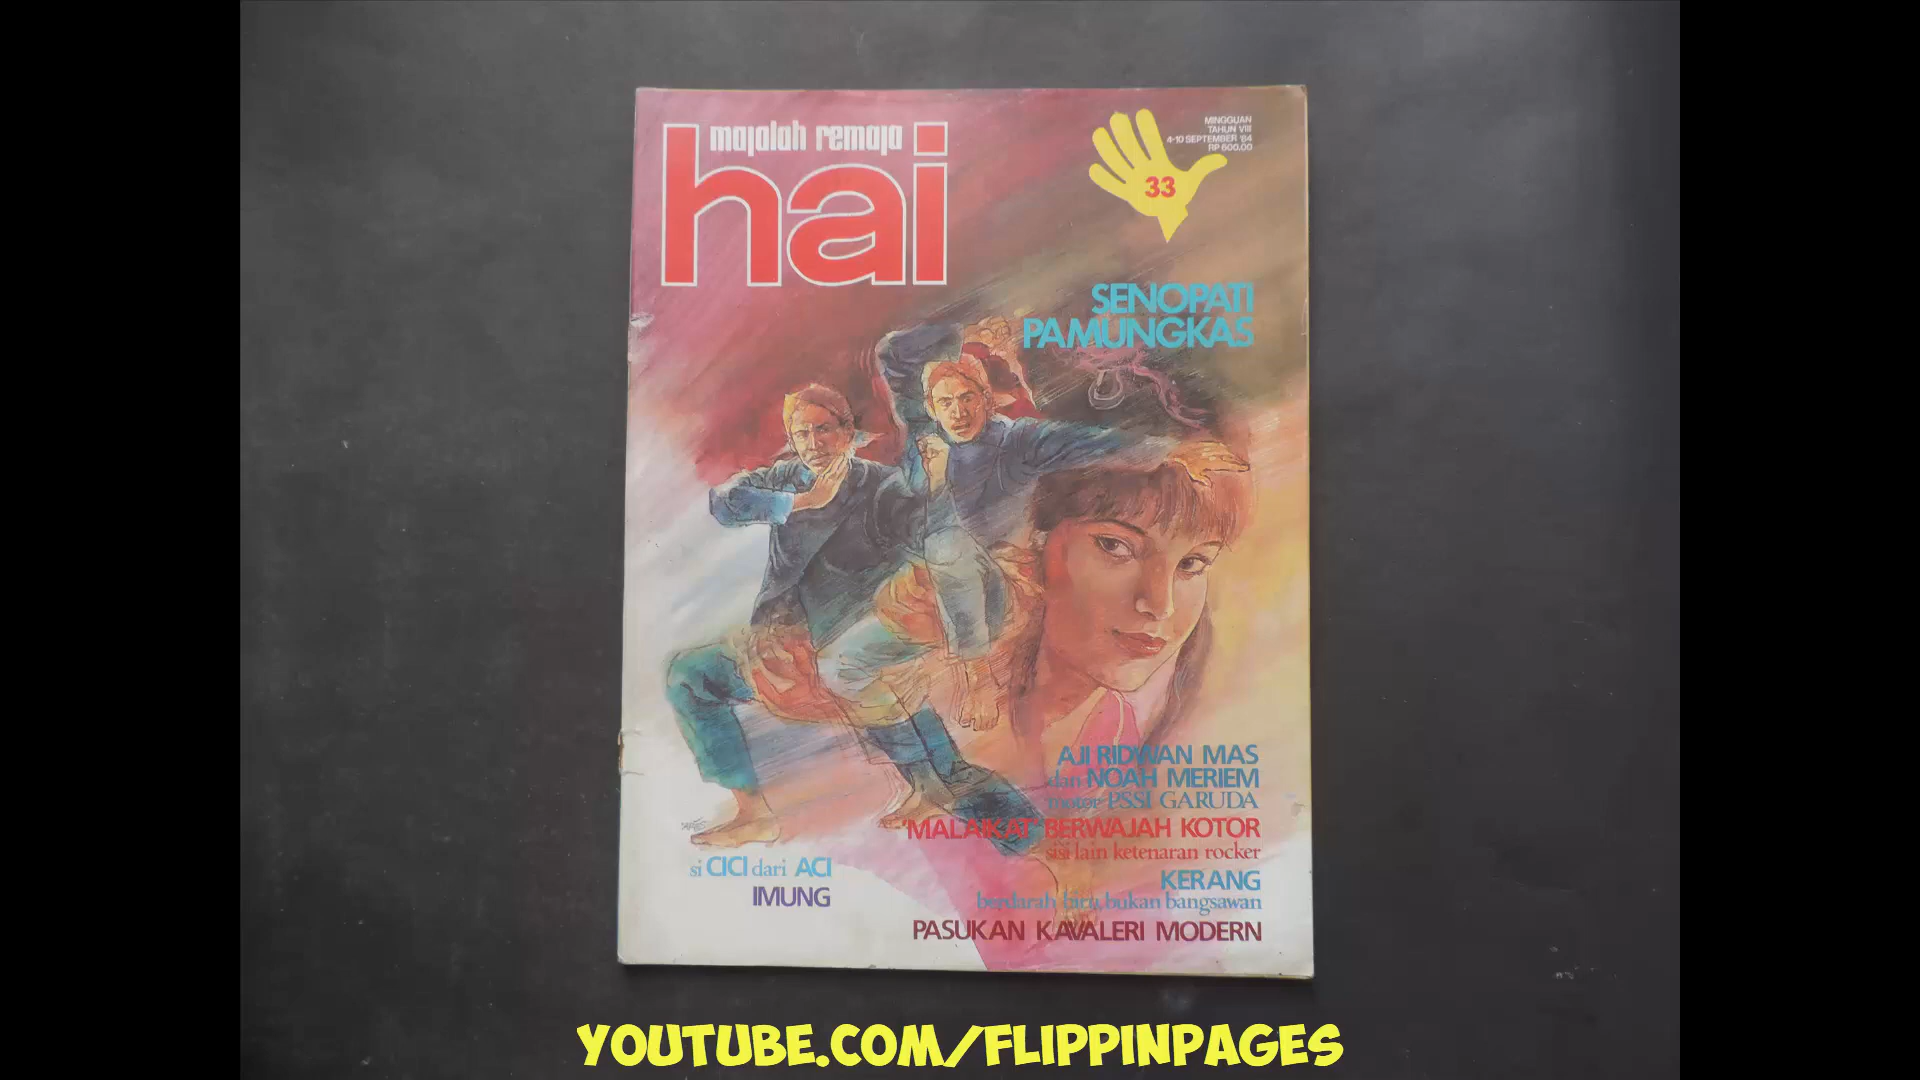 majalah remaja
hai
MINGGUAN
TAHUN VIII
4-10 SEPTEMBER '84
RP 600,00
33
SENOPATI
PAMUNGKAS
AJI RIDWAN MAS
dan NOAH MERIEM
motor PSSI GARUDA
'MALAIKAT' BERWAJAH KOTOR
sisi lain ketenaran rocker
KERANG
berdarah biru, bukan bangsawan
PASUKAN KAVALERI MODERN
si CICI dari ACI
IMUNG
YOUTUBE.COM/FLIPPINPAGES